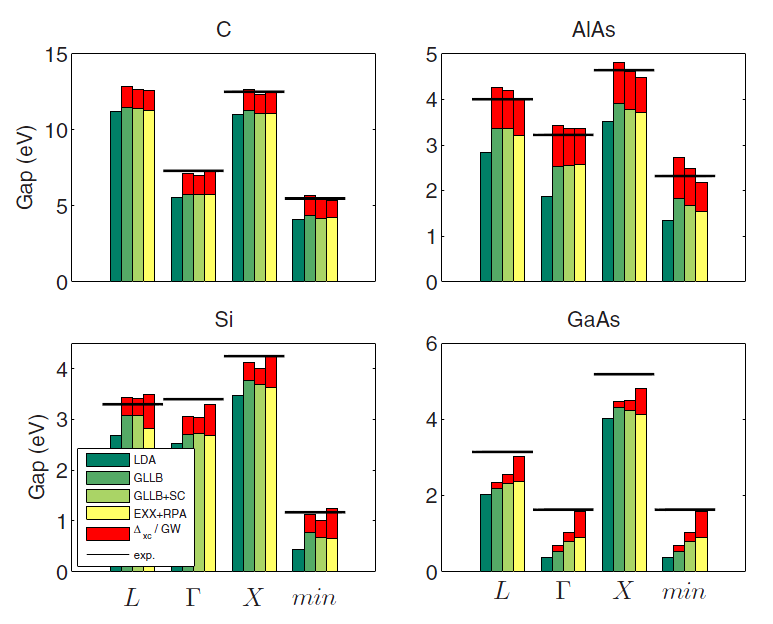 C
AlAs
Gap (eV)
15
10
5
0
5
4
3
2
1
0
Si
GaAs
Gap (eV)
4
3
2
1
0
LDA
GLLB
GLLB+SC
EXX+RPA
Δxc / GW
exp.
6
4
2
0
L Γ X min
L Γ X min